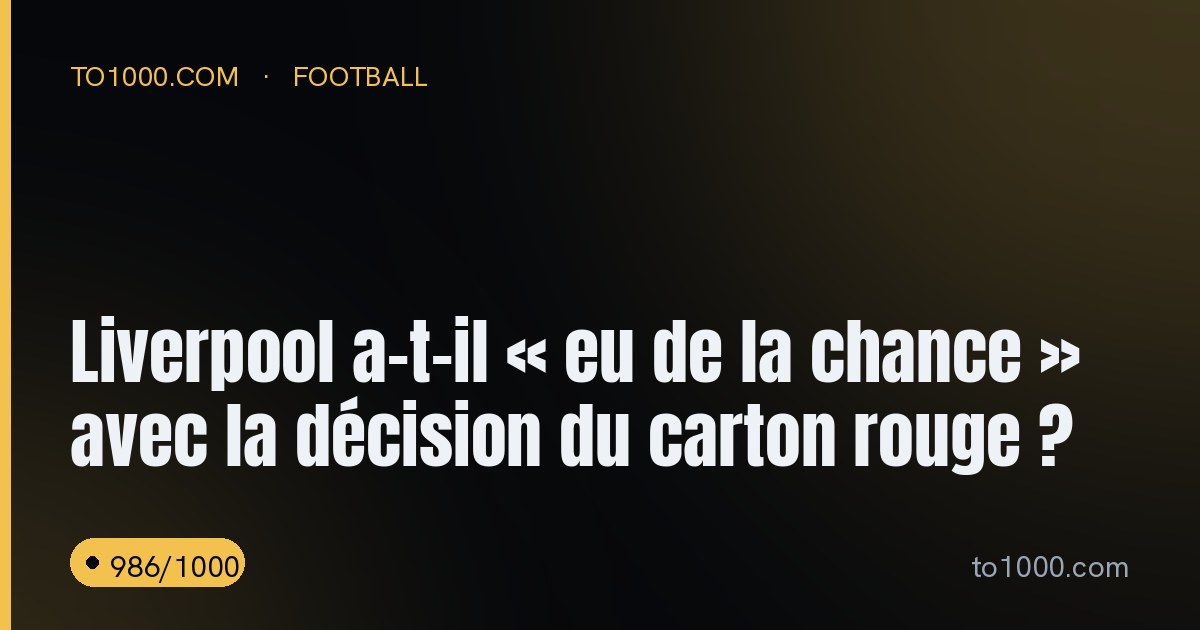 TO1000.COM · FOOTBALL
Liverpool a-t-il « eu de la chance »
avec la décision du carton rouge ?
986/1000
to1000.com